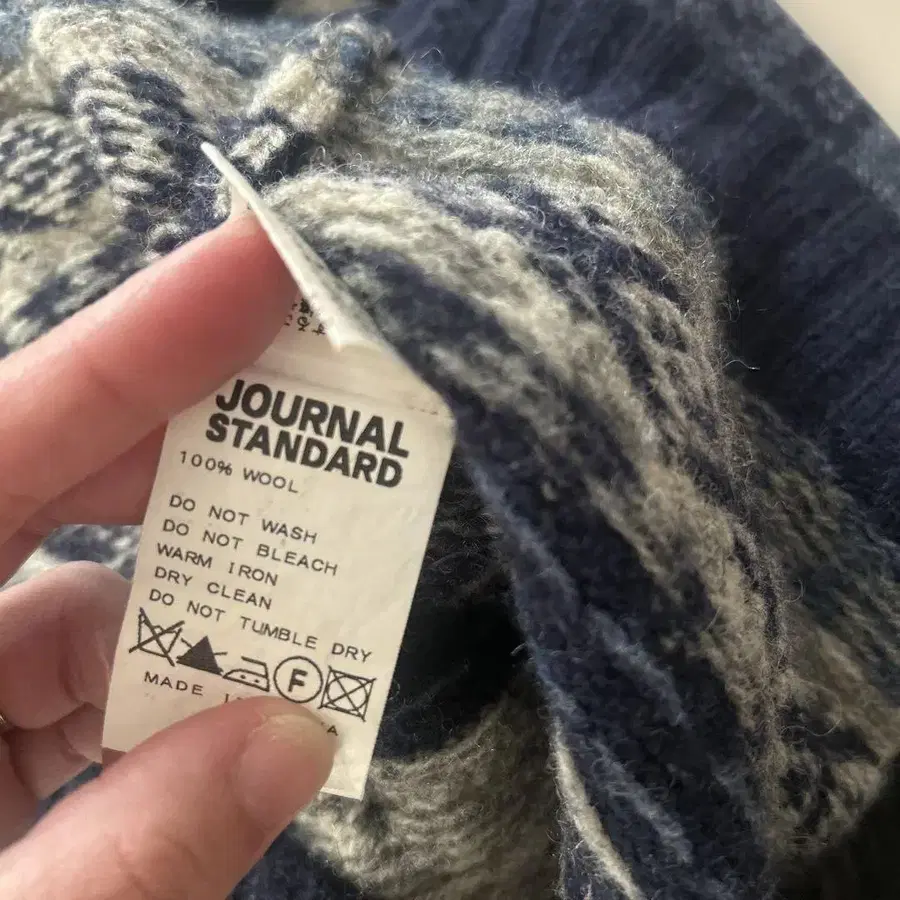 JOURNAL
STANDARD
100% WOOL
DO NOT WASH
DO NOT BLEACH
WARM IRON
DRY CLEAN
DO NOT TUMBLE DRY
F
MADE